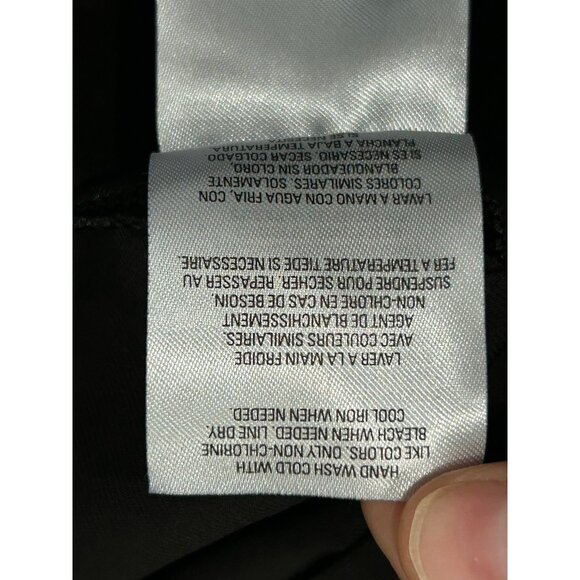 HAND WASH COLD WITH
LIKE COLORS. ONLY NON-CHLORINE
BLEACH WHEN NEEDED. LINE DRY.
COOL IRON WHEN NEEDED.
LAVER A LA MAIN FROIDE
AVEC COULEURS SIMILAIRES.
AGENT DE BLANCHISSEMENT
NON-CHLORE EN CAS DE BESOIN.
SUSPENDRE POUR SECHER. REPASSER AU
FER A TEMPERATURE TIEDE SI NECESSAIRE.
LAVAR A MANO CON AGUA FRIA, CON
COLORES SIMILARES. SOLAMENTE
BLANQUEADOR SIN CLORO,
SI ES NECESARIO. SECAR COLGADO
PLANCHA A BAJA TEMPERATURA